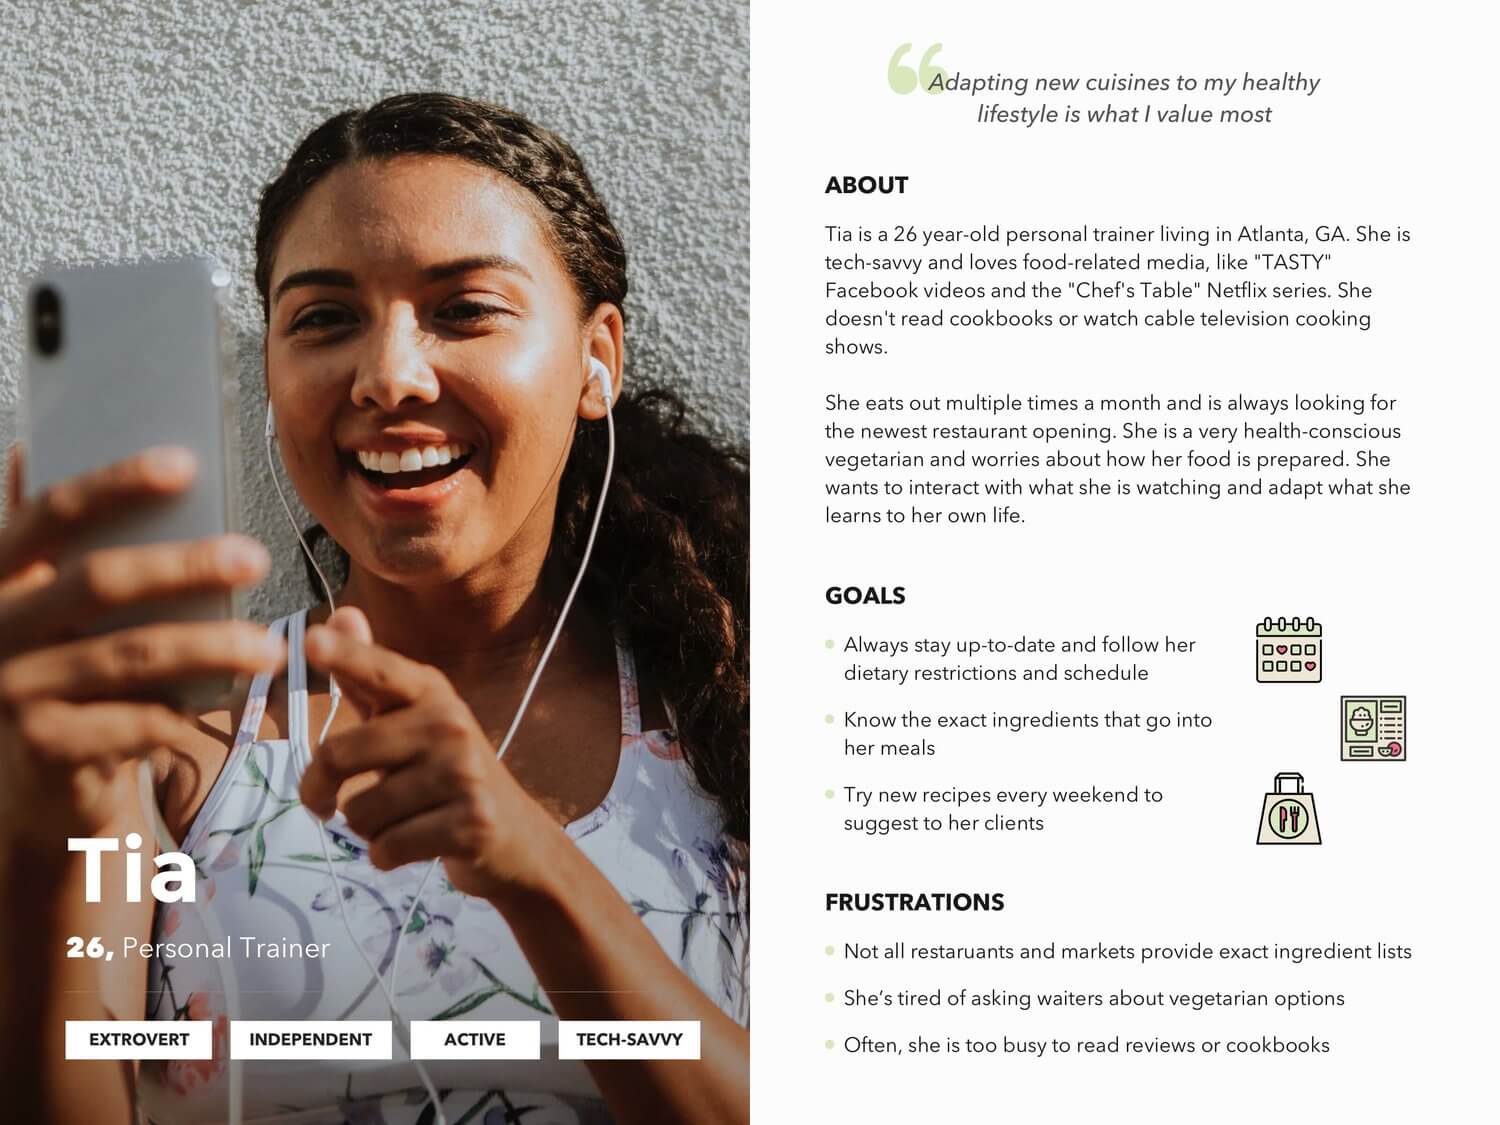 Tia
26, Personal Trainer
EXTROVERT
INDEPENDENT
ACTIVE
TECH-SAVVY
“
Adapting new cuisines to my healthy
lifestyle is what I value most
ABOUT
Tia is a 26 year-old personal trainer living in Atlanta, GA. She is
tech-savvy and loves food-related media, like "TASTY"
Facebook videos and the "Chef's Table" Netflix series. She
doesn't read cookbooks or watch cable television cooking
shows.
She eats out multiple times a month and is always looking for
the newest restaurant opening. She is a very health-conscious
vegetarian and worries about how her food is prepared. She
wants to interact with what she is watching and adapt what she
learns to her own life.
GOALS
Always stay up-to-date and follow her
dietary restrictions and schedule
Know the exact ingredients that go into
her meals
Try new recipes every weekend to
suggest to her clients
FRUSTRATIONS
Not all restaruants and markets provide exact ingredient lists
She’s tired of asking waiters about vegetarian options
Often, she is too busy to read reviews or cookbooks